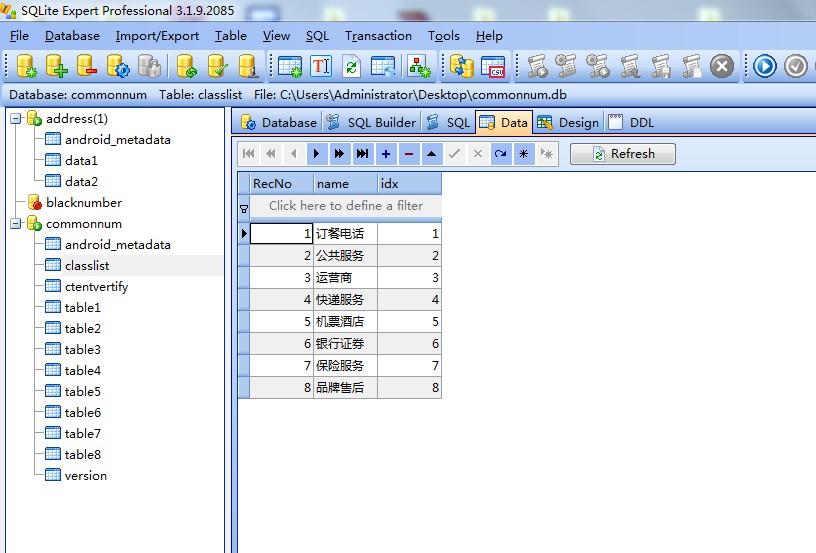 SQLite Expert Professional 3.1.9.2085
File Database Import/Export Table View SQL Transaction Tools Help
Database: commonnum Table: classlist File: C:\Users\Administrator\Desktop\commonnum.db
address(1)
android_metadata
data1
data2
blacknumber
commonnum
android_metadata
classlist
ctentvertify
table1
table2
table3
table4
table5
table6
table7
table8
version
Database SQL Builder SQL Data Design DDL
Refresh
RecNo name idx
Click here to define a filter
1 订餐电话 1
2 公共服务 2
3 运营商 3
4 快递服务 4
5 机票酒店 5
6 银行证券 6
7 保险服务 7
8 品牌售后 8